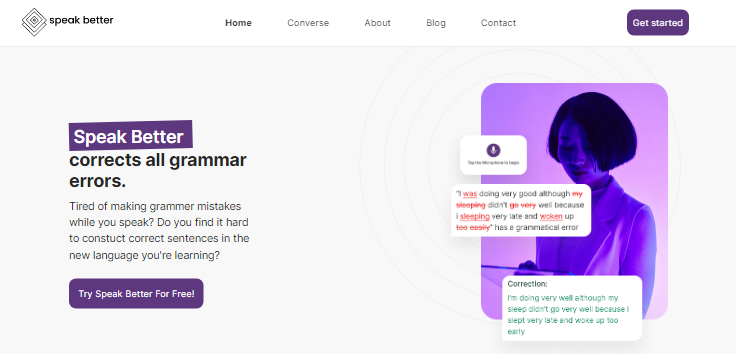 speak better
Home Converse About Blog Contact
Get started
Speak Better
corrects all grammar
errors.
Tired of making grammer mistakes
while you speak? Do you find it hard
to constuct correct sentences in the
new language you're learning?
Try Speak Better For Free!
Tap the Microphone to begin
"I was doing very good although my
sleeping didn't go very well because
i sleeping very late and woken up
too easily" has a grammatical error
Correction:
I'm doing very well although my
sleep didn't go very well because I
slept very late and woke up too
early